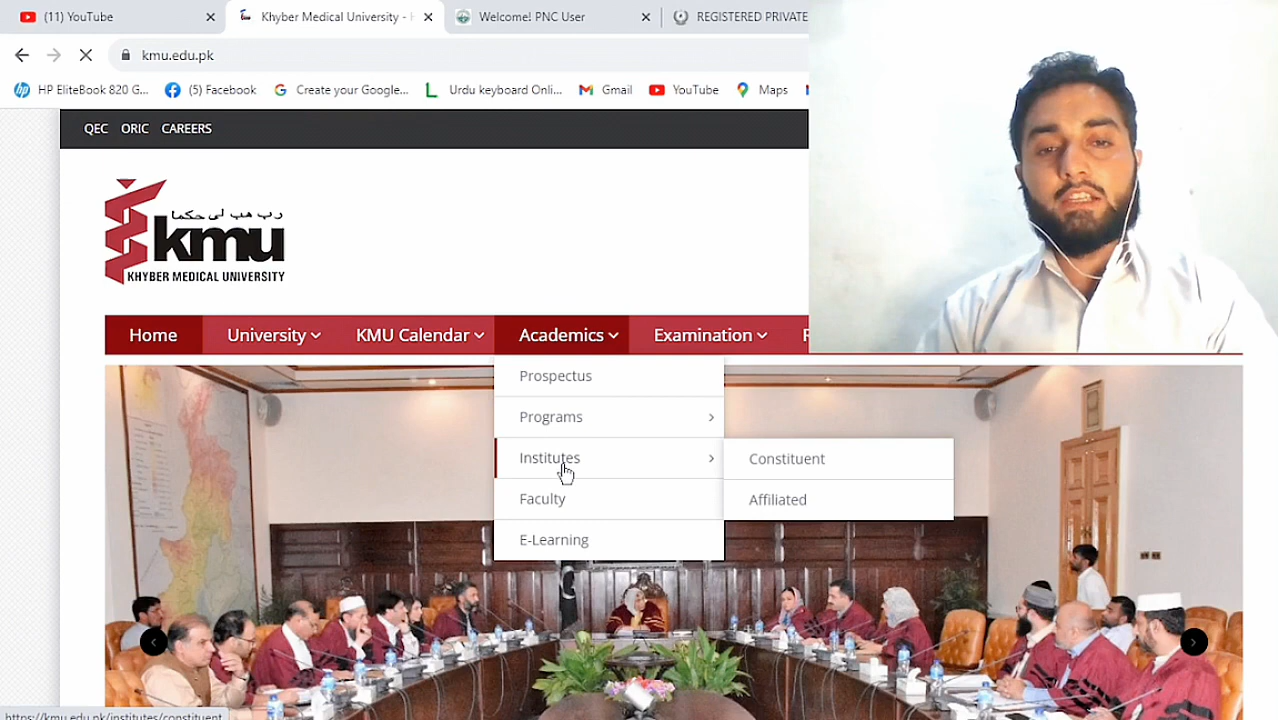 (11) YouTube
Khyber Medical University -
Welcome! PNC User
REGISTERED PRIVATE
kmu.edu.pk
HP EliteBook 820 G...
(5) Facebook
Create your Google...
Urdu keyboard Onli...
Gmail
YouTube
Maps
QEC ORIC CAREERS
رب هب لی حکما
kmu
KHYBER MEDICAL UNIVERSITY
Home University KMU Calendar Academics Examination
Prospectus
Programs
Institutes
Constituent
Faculty
Affiliated
E-Learning
https://kmu.edu.pk/institutes/constituent